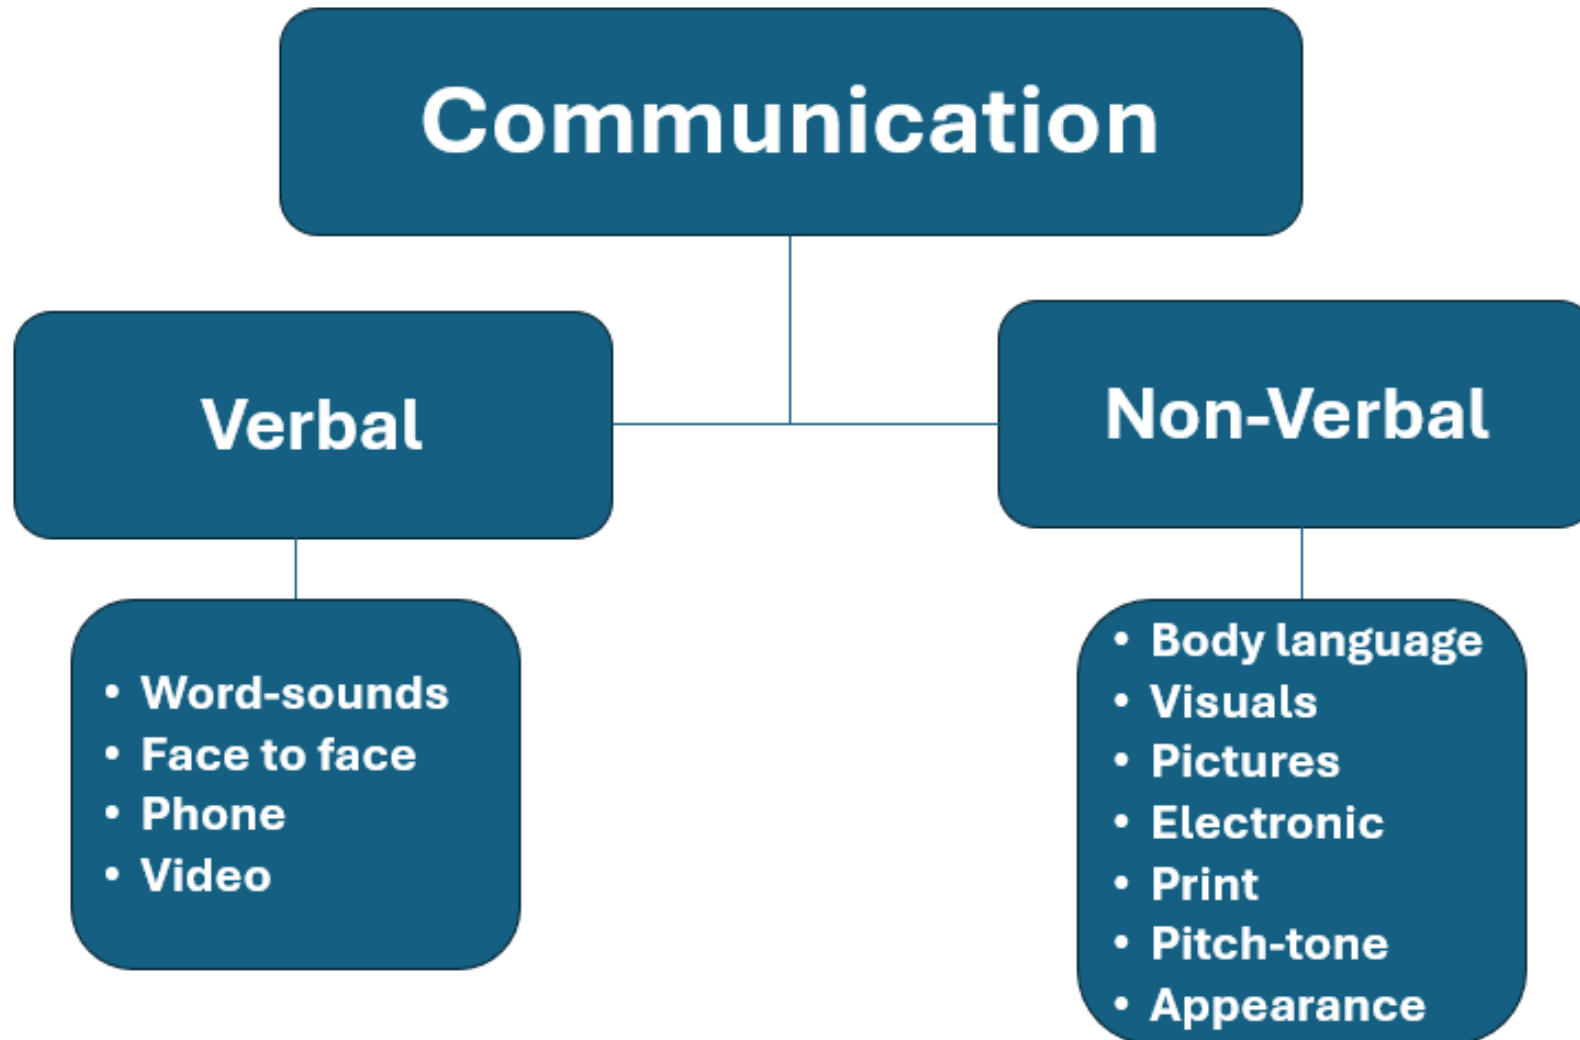 Communication
Verbal
Non-Verbal
• Word-sounds
• Face to face
• Phone
• Video
• Body language
• Visuals
• Pictures
• Electronic
• Print
• Pitch-tone
• Appearance